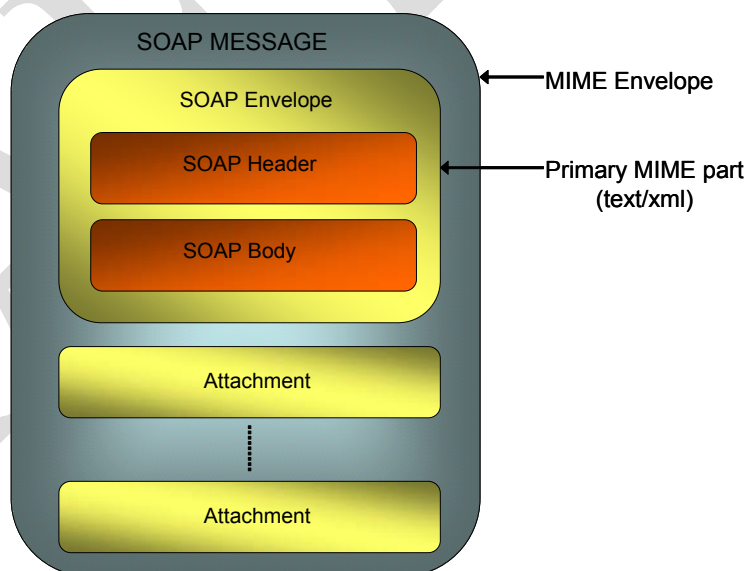 SOAP MESSAGE
MIME Envelope
SOAP Envelope
SOAP Header
Primary MIME part
(text/xml)
SOAP Body
Attachment
Attachment